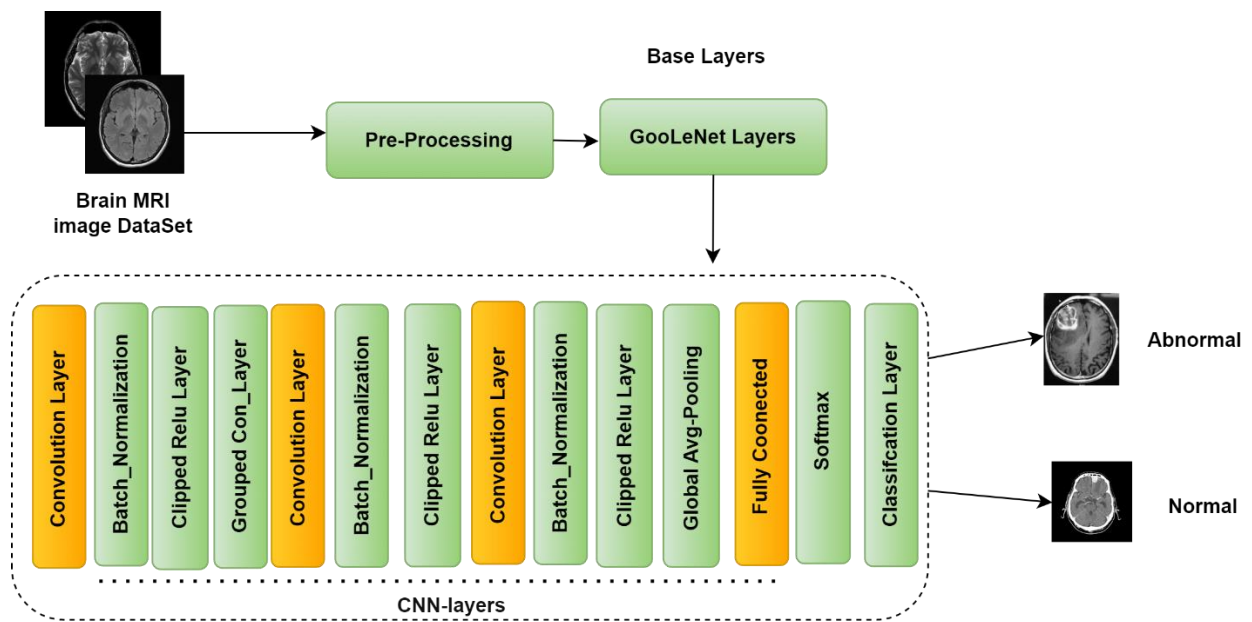 Base Layers
Pre-Processing
GooLeNet Layers
Brain MRI
image DataSet
Convolution Layer
Batch_Normalization
Clipped Relu Layer
Grouped Con_Layer
Convolution Layer
Batch_Normalization
Clipped Relu Layer
Convolution Layer
Batch_Normalization
Clipped Relu Layer
Global Avg-Pooling
Fully Coonected
Softmax
Classifcation Layer
CNN-layers
Abnormal
Normal